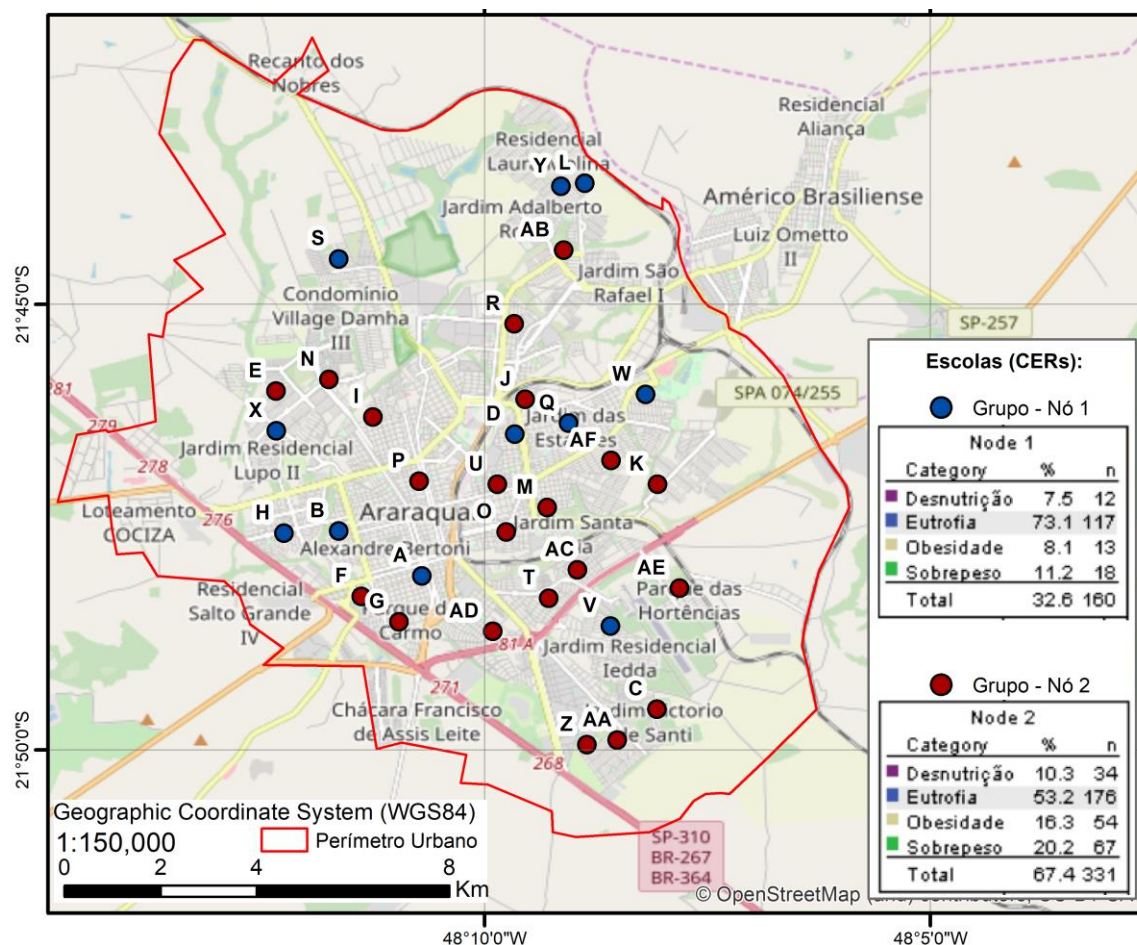 Recanto dos
Nobres
Residencial
Aliança
Residencial
Laura Molina
Y
L
Américo Brasiliense
Jardim Adalberto
AB
Luiz Ometto
II
S
Jardim São
Rafael I
Condomínio
Village Damha
III
21°45'0"S
R
SP-257
281
279
278
276
E
N
I
X
J
W
SPA 074/255
D
Q
Jardim das
AF
Jardim Residencial
Lupo II
P
U
M
K
Loteamento
COCIZA
H
B
O
Jardim Santa
Alexandre Bertoni
A
AC
AE
Parque das
Hortências
Residencial
Salto Grande
IV
F
G
Carmo
AD
T
V
81 A
Jardim Residencial
Iedda
271
C
Chácara Francisco
de Assis Leite
Z
AA
de Santi
268
21°50'0"S
SP-310
BR-267
BR-364
Escolas (CERs):
Grupo - Nó 1
Node 1
Category % n
Desnutrição 7.5 12
Eutrofia 73.1 117
Obesidade 8.1 13
Sobrepeso 11.2 18
Total 32.6 160
Grupo - Nó 2
Node 2
Category % n
Desnutrição 10.3 34
Eutrofia 53.2 176
Obesidade 16.3 54
Sobrepeso 20.2 67
Total 67.4 331
Geographic Coordinate System (WGS84)
1:150,000 Perímetro Urbano
0 2 4 8
Km
© OpenStreetMap
48°10'0"W
48°5'0"W